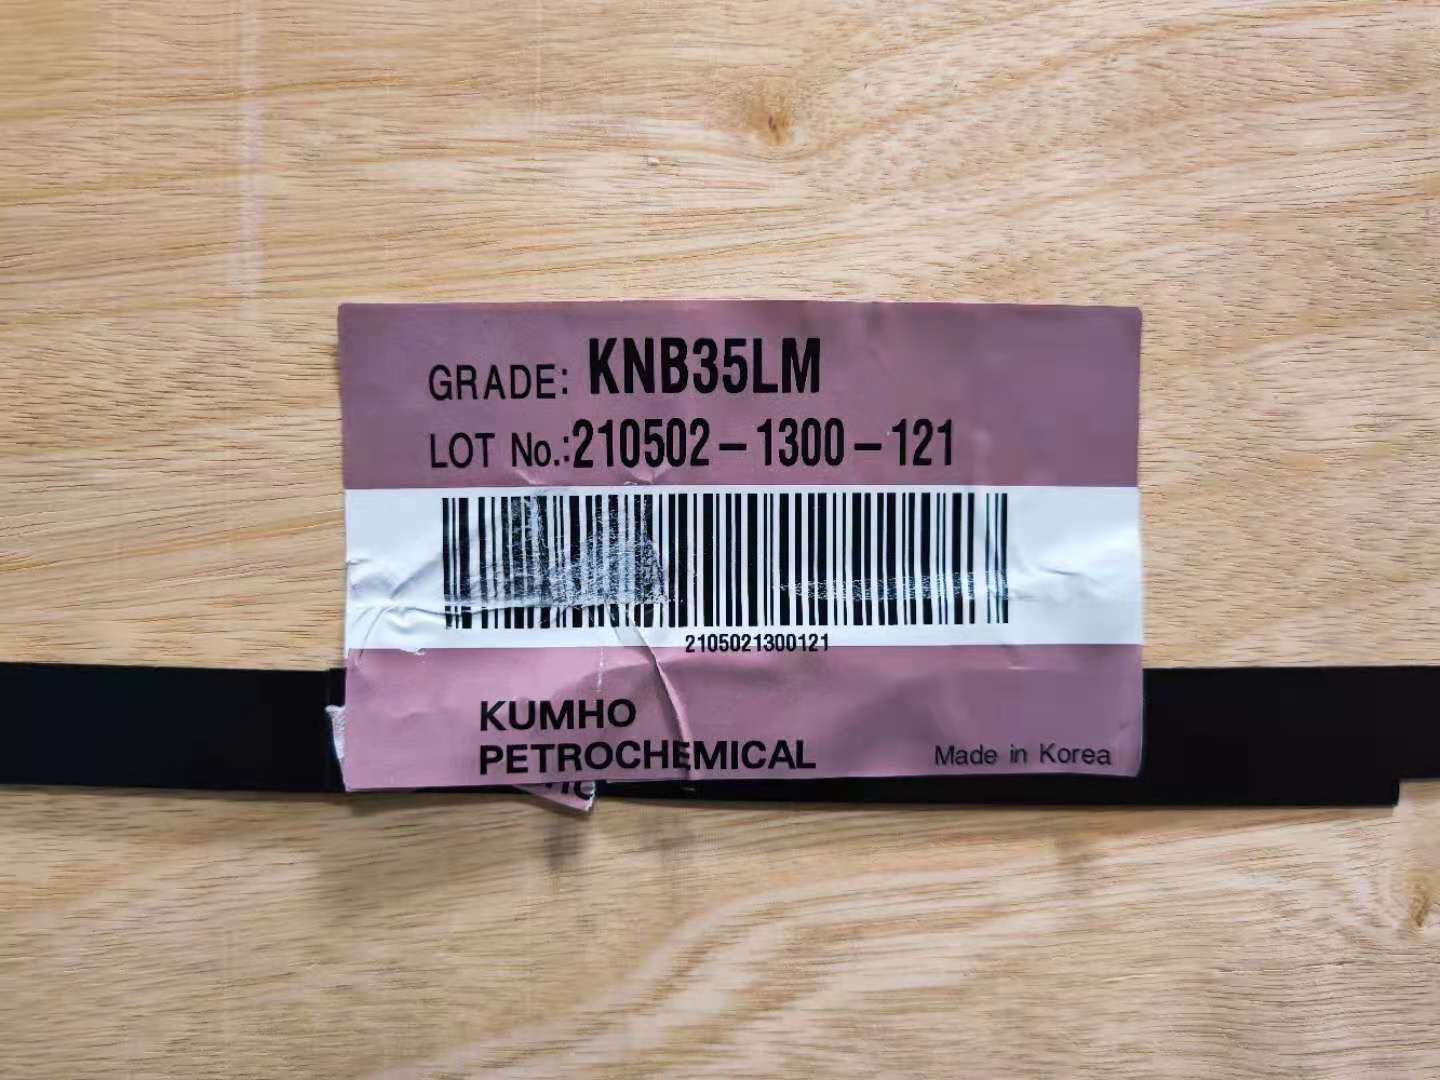 GRADE: KNB35LM
LOT No.:210502-1300-121
2105021300121
KUMHO
PETROCHEMICAL
Made in Korea